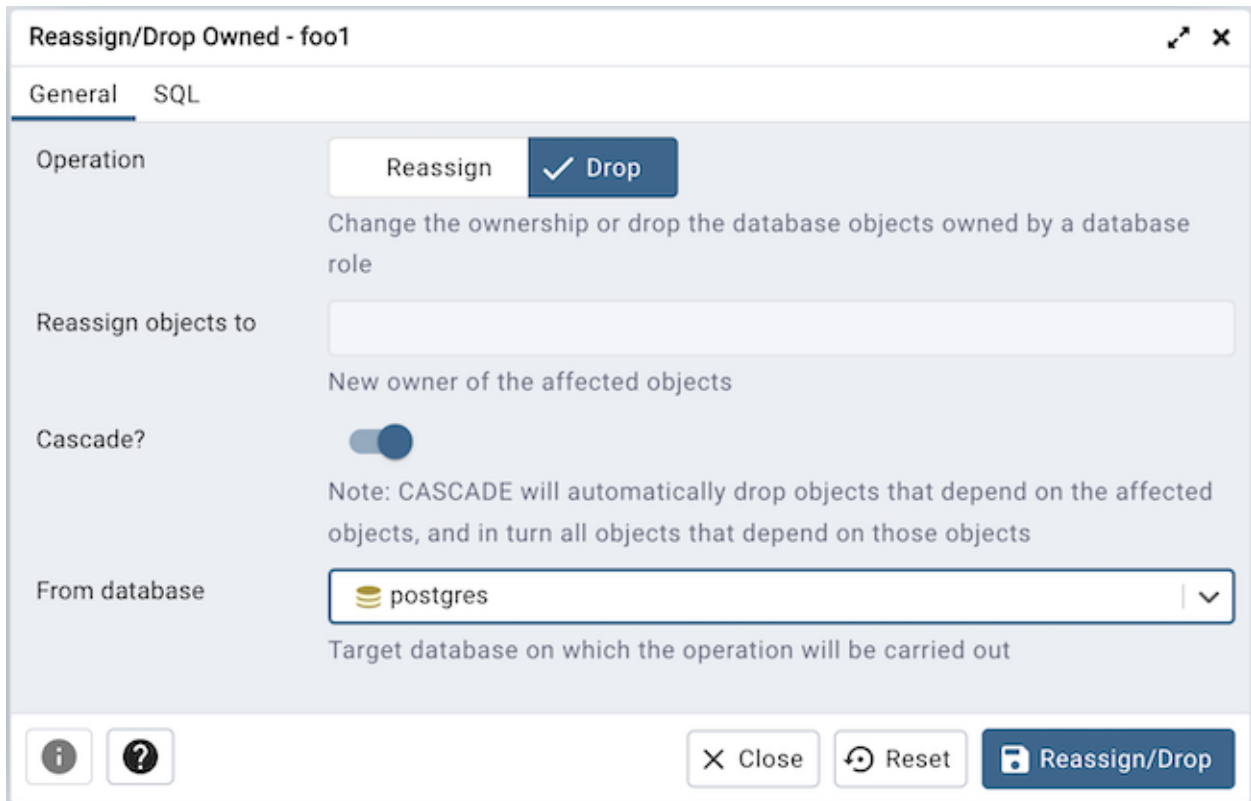 Reassign/Drop Owned - foo1
General SQL
Operation
Reassign Drop
Change the ownership or drop the database objects owned by a database
role
Reassign objects to
New owner of the affected objects
Cascade?
Note: CASCADE will automatically drop objects that depend on the affected
objects, and in turn all objects that depend on those objects
From database
postgres
Target database on which the operation will be carried out
Close Reset Reassign/Drop